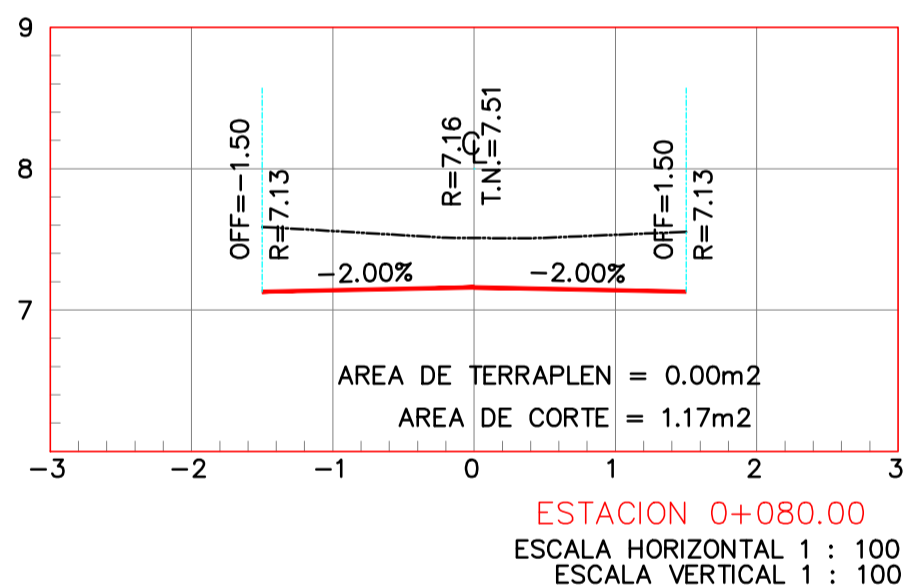 9
8
7
OFF=-1.50
R=7.13
R=7.16
CL
T.N.=7.51
OFF=1.50
R=7.13
-2.00%
-2.00%
AREA DE TERRAPLEN = 0.00m2
AREA DE CORTE = 1.17m2
-3 -2 -1 0 1 2 3
ESTACION 0+080.00
ESCALA HORIZONTAL 1 : 100
ESCALA VERTICAL 1 : 100